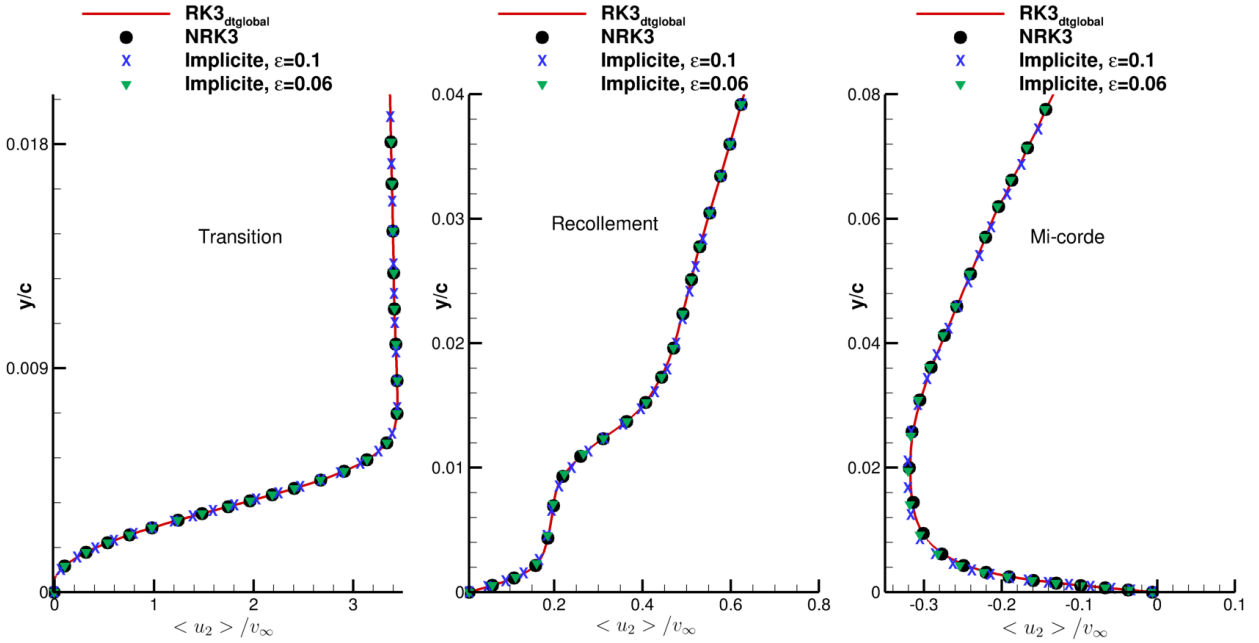 RK3dtglobal
NRK3
Implicite, ε=0.1
Implicite, ε=0.06
0.018
0.009
0
y/c
Transition
0
1
2
3
< u₂ > /v∞
RK3dtglobal
NRK3
Implicite, ε=0.1
Implicite, ε=0.06
0.04
0.03
0.02
0.01
0
y/c
Recollement
0.2
0.4
0.6
0.8
< u₂ > /v∞
RK3dtglobal
NRK3
Implicite, ε=0.1
Implicite, ε=0.06
0.08
0.06
0.04
0.02
0
y/c
Mi-corde
-0.3
-0.2
-0.1
0
0.1
< u₂ > /v∞